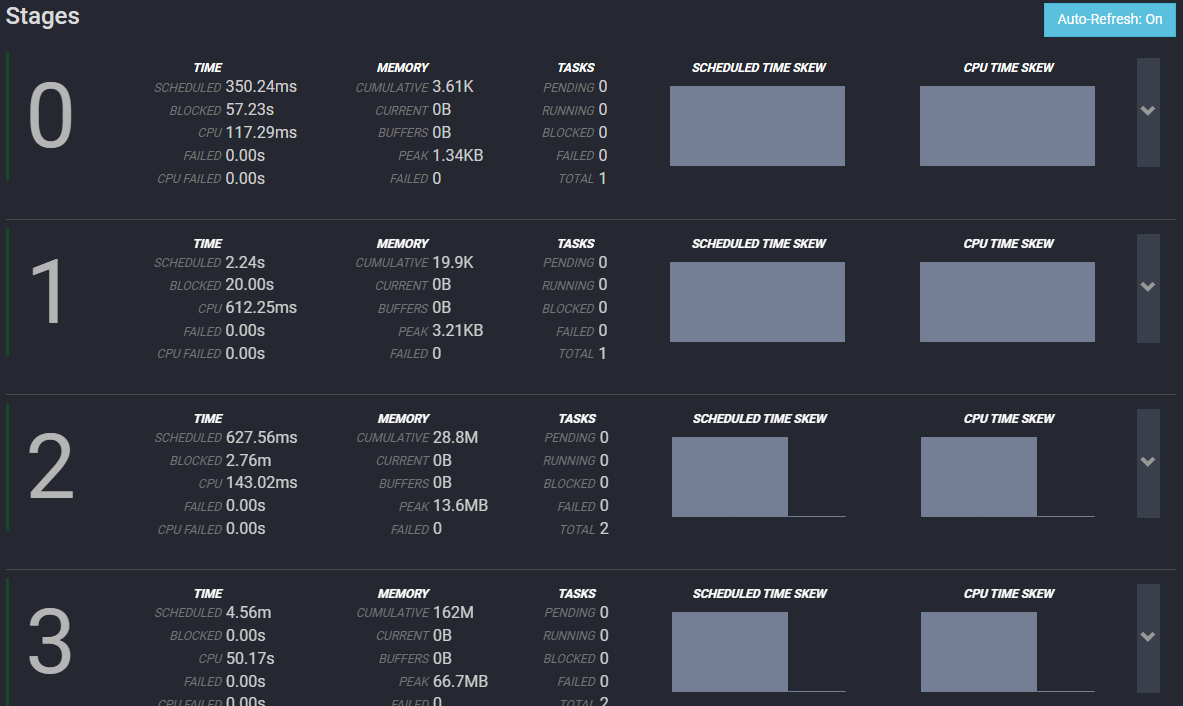 Stages
Auto-Refresh: On
0
TIME
SCHEDULED 350.24ms
BLOCKED 57.23s
CPU 117.29ms
FAILED 0.00s
CPU FAILED 0.00s
MEMORY
CUMULATIVE 3.61K
CURRENT 0B
BUFFERS 0B
PEAK 1.34KB
FAILED 0
TASKS
PENDING 0
RUNNING 0
BLOCKED 0
FAILED 0
TOTAL 1
SCHEDULED TIME SKEW
CPU TIME SKEW
1
TIME
SCHEDULED 2.24s
BLOCKED 20.00s
CPU 612.25ms
FAILED 0.00s
CPU FAILED 0.00s
MEMORY
CUMULATIVE 19.9K
CURRENT 0B
BUFFERS 0B
PEAK 3.21KB
FAILED 0
TASKS
PENDING 0
RUNNING 0
BLOCKED 0
FAILED 0
TOTAL 1
SCHEDULED TIME SKEW
CPU TIME SKEW
2
TIME
SCHEDULED 627.56ms
BLOCKED 2.76m
CPU 143.02ms
FAILED 0.00s
CPU FAILED 0.00s
MEMORY
CUMULATIVE 28.8M
CURRENT 0B
BUFFERS 0B
PEAK 13.6MB
FAILED 0
TASKS
PENDING 0
RUNNING 0
BLOCKED 0
FAILED 0
TOTAL 2
SCHEDULED TIME SKEW
CPU TIME SKEW
3
TIME
SCHEDULED 4.56m
BLOCKED 0.00s
CPU 50.17s
FAILED 0.00s
CPU FAILED 0.00s
MEMORY
CUMULATIVE 162M
CURRENT 0B
BUFFERS 0B
PEAK 66.7MB
FAILED 0
TASKS
PENDING 0
RUNNING 0
BLOCKED 0
FAILED 0
TOTAL 2
SCHEDULED TIME SKEW
CPU TIME SKEW